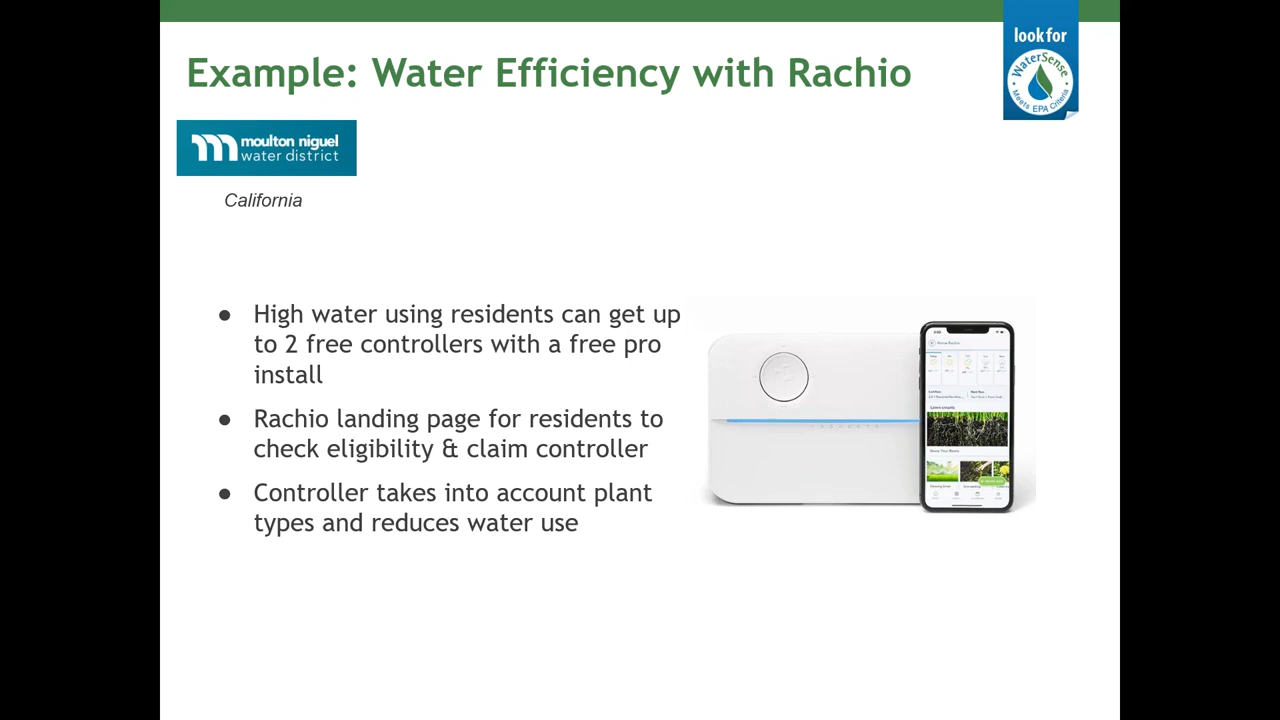 Example: Water Efficiency with Rachio
look for
WaterSense
Meets EPA Criteria
moulton niguel
water district
California
● High water using residents can get up
to 2 free controllers with a free pro
install
● Rachio landing page for residents to
check eligibility & claim controller
● Controller takes into account plant
types and reduces water use